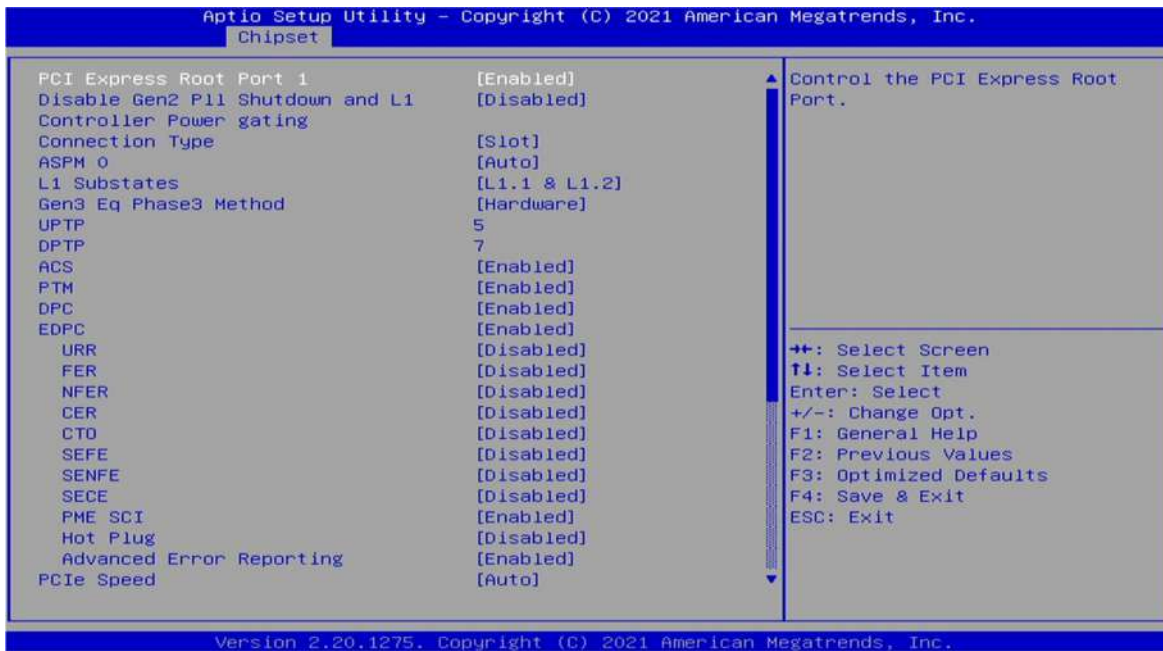 Aptio Setup Utility - Copyright (C) 2021 American Megatrends, Inc.
Chipset
PCI Express Root Port 1 [Enabled]
Disable Gen2 Pll Shutdown and L1 [Disabled]
Controller Power gating
Connection Type [Slot]
ASPM 0 [Auto]
L1 Substates [L1.1 & L1.2]
Gen3 Eq Phase3 Method [Hardware]
UPTP 5
DPTP 7
ACS [Enabled]
PTM [Enabled]
DPC [Enabled]
EDPC [Enabled]
URR [Disabled]
FER [Disabled]
NFER [Disabled]
CER [Disabled]
CTO [Disabled]
SEFE [Disabled]
SENFE [Disabled]
SECE [Disabled]
PME SCI [Enabled]
Hot Plug [Disabled]
Advanced Error Reporting [Enabled]
PCIe Speed [Auto]
Control the PCI Express Root
Port.
→←: Select Screen
↑↓: Select Item
Enter: Select
+/-: Change Opt.
F1: General Help
F2: Previous Values
F3: Optimized Defaults
F4: Save & Exit
ESC: Exit
Version 2.20.1275. Copyright (C) 2021 American Megatrends, Inc.